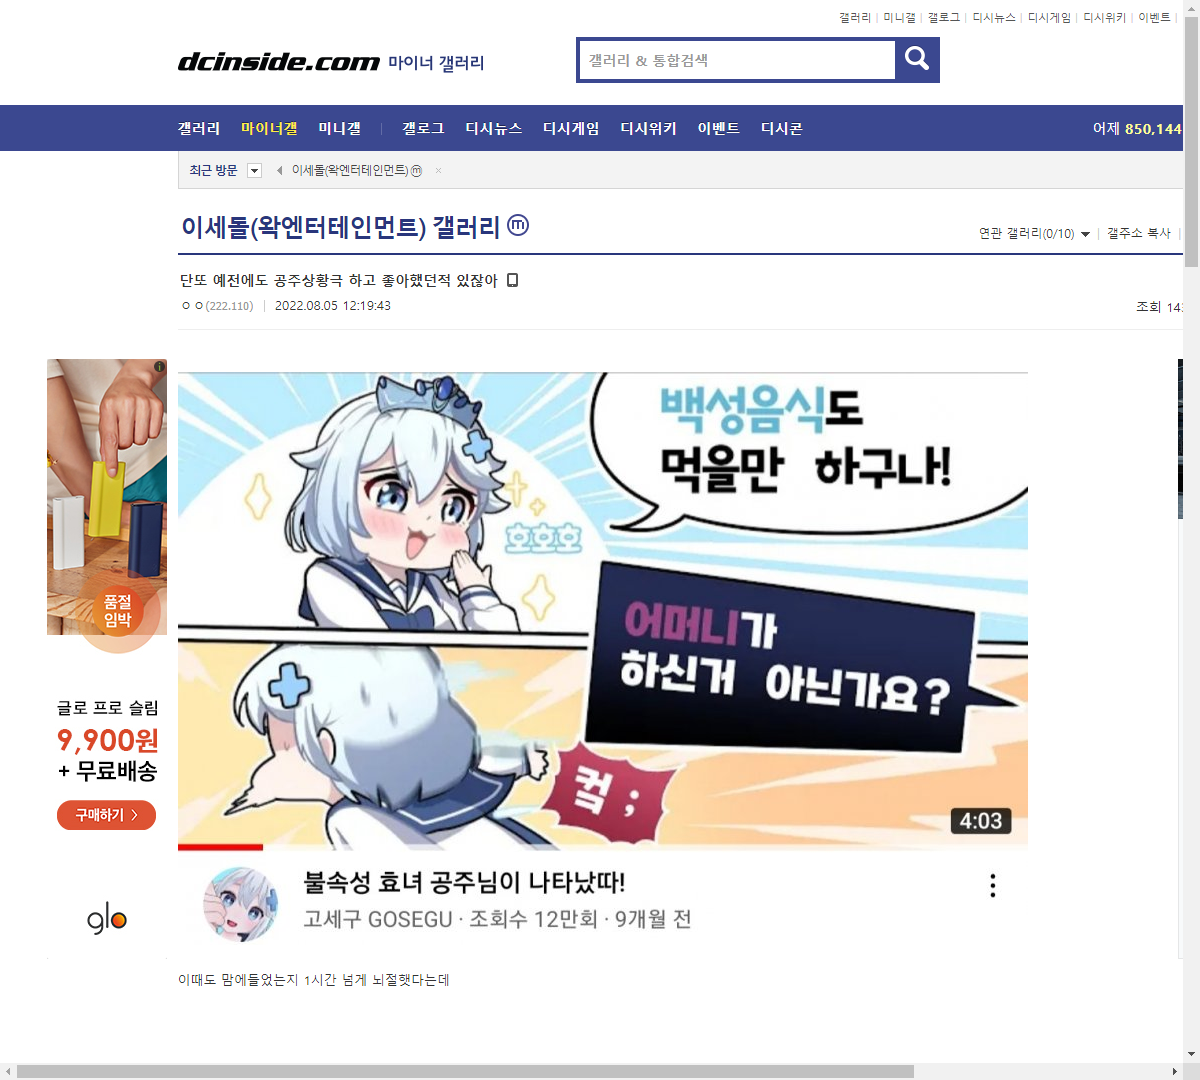 갤러리 미니갤 갤로그 디시뉴스 디시게임 디시위키 이벤트
dcinside.com 마이너 갤러리
갤러리 & 통합검색
갤러리 마이너갤 미니갤 갤로그 디시뉴스 디시게임 디시위키 이벤트 디시콘
어제 850,144
최근 방문 이세돌(왁엔터테인먼트)ⓜ ×
이세돌(왁엔터테인먼트) 갤러리 ⓜ
연관 갤러리(0/10) 갤주소 복사
단또 예전에도 공주상황극 하고 좋아했던적 있잖아
ㅇㅇ(222.110) 2022.08.05 12:19:43
조회
백성음식도
먹을만 하구나!
호호호
어머니가
하신거 아닌가요?
컥;
4:03
불속성 효녀 공주님이 나타났따!
고세구 GOSEGU · 조회수 12만회 · 9개월 전
이때도 맘에들었는지 1시간 넘게 뇌절햇다는데
품절
임박
글로 프로 슬림
9,900원
+ 무료배송
구매하기 >
glo